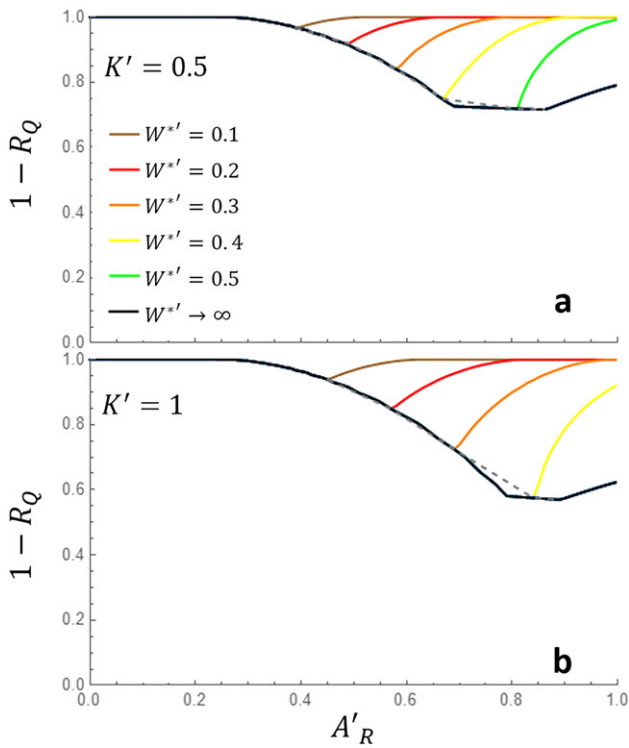 1.0
0.8
0.6
0.4
0.2
0.0
1 − R_Q
K′ = 0.5
W*′ = 0.1
W*′ = 0.2
W*′ = 0.3
W*′ = 0.4
W*′ = 0.5
W*′ → ∞
a
1.0
0.8
0.6
0.4
0.2
0.0
1 − R_Q
K′ = 1
b
0.0 0.2 0.4 0.6 0.8 1.0
A′_R